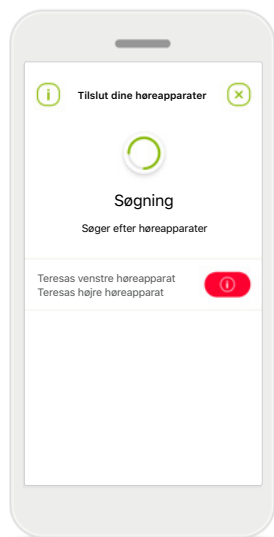 Tilslut dine høreapparater
Søgning
Søger efter høreapparater
Teresas venstre høreapparat
Teresas højre høreapparat